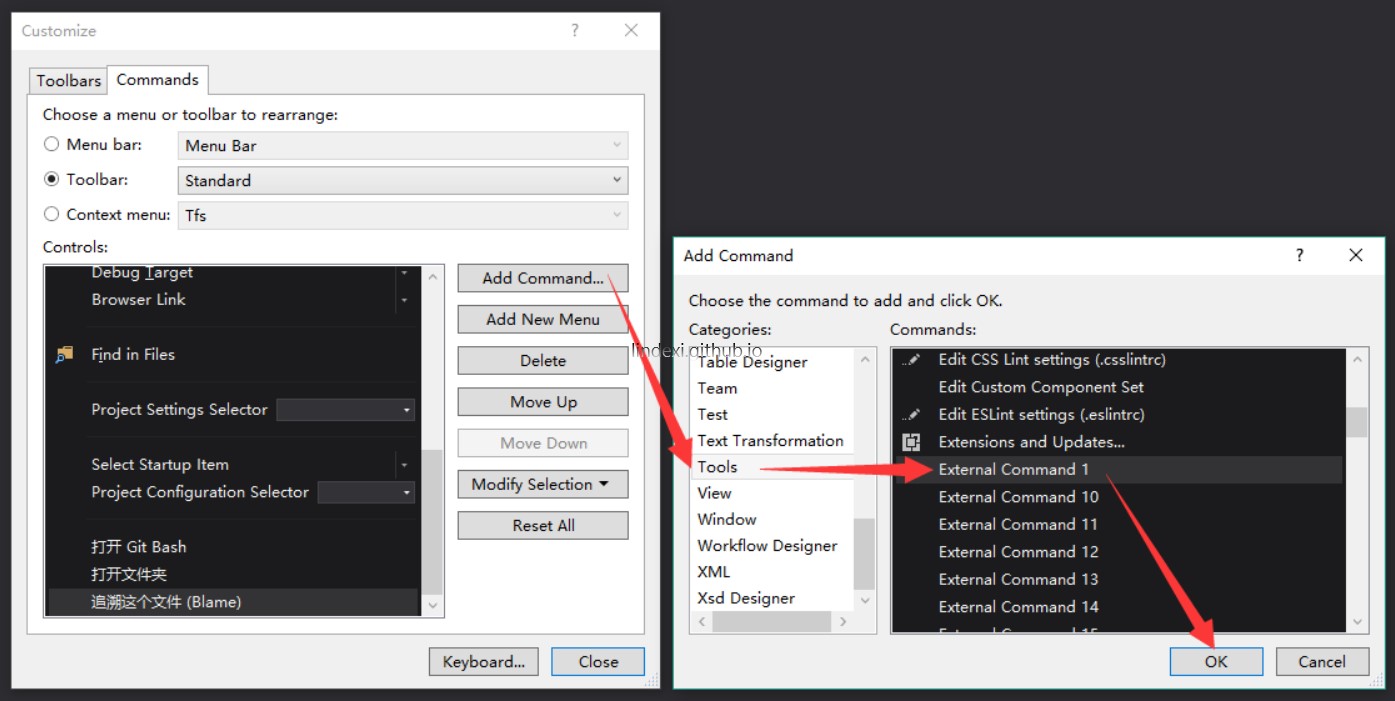 Customize
Toolbars Commands
Choose a menu or toolbar to rearrange:
Menu bar: Menu Bar
Toolbar: Standard
Context menu: Tfs
Controls:
Debug Target
Browser Link
Find in Files
Project Settings Selector
Select Startup Item
Project Configuration Selector
打开 Git Bash
打开文件夹
追溯这个文件 (Blame)
Add Command...
Add New Menu
Delete
Move Up
Move Down
Modify Selection
Reset All
Keyboard...
Close
lindexi.github.io
Add Command
?
Choose the command to add and click OK.
Categories:
Table Designer
Team
Test
Text Transformation
Tools
View
Window
Workflow Designer
XML
Xsd Designer
Commands:
Edit CSS Lint settings (.csslintrc)
Edit Custom Component Set
Edit ESLint settings (.eslintrc)
Extensions and Updates...
External Command 1
External Command 10
External Command 11
External Command 12
External Command 13
External Command 14
OK
Cancel